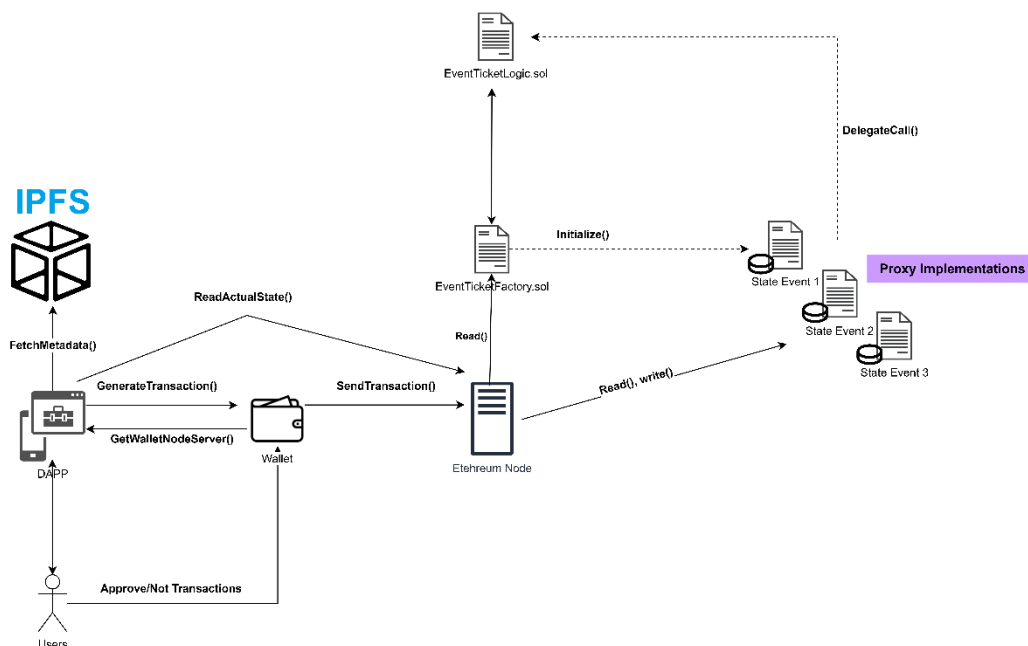 EventTicketLogic.sol
DelegateCall()
IPFS
Initialize()
Proxy Implementations
EventTicketFactory.sol
State Event 1
ReadActualState()
State Event 2
Read()
FetchMetadata()
State Event 3
GenerateTransaction()
SendTransaction()
Read(), write()
GetWalletNodeServer()
Wallet
Etehreum Node
DAPP
Approve/Not Transactions
Users